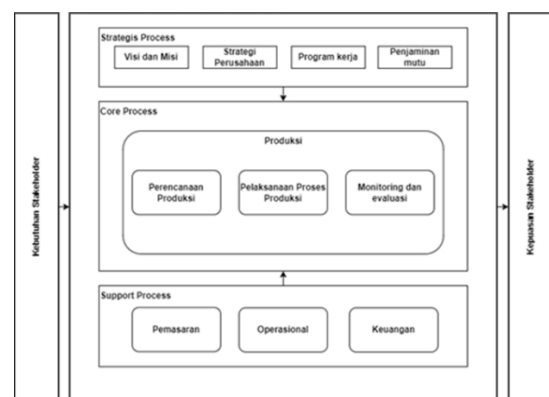 Kebutuhan Stakeholder
Strategis Process
Visi dan Misi
Strategi
Perusahaan
Program kerja
Penjaminan
mutu
Core Process
Produksi
Perencanaan
Produksi
Pelaksanaan Proses
Produksi
Monitoring dan
evaluasi
Support Process
Pemasaran
Operasional
Keuangan
Kepuasan Stakeholder